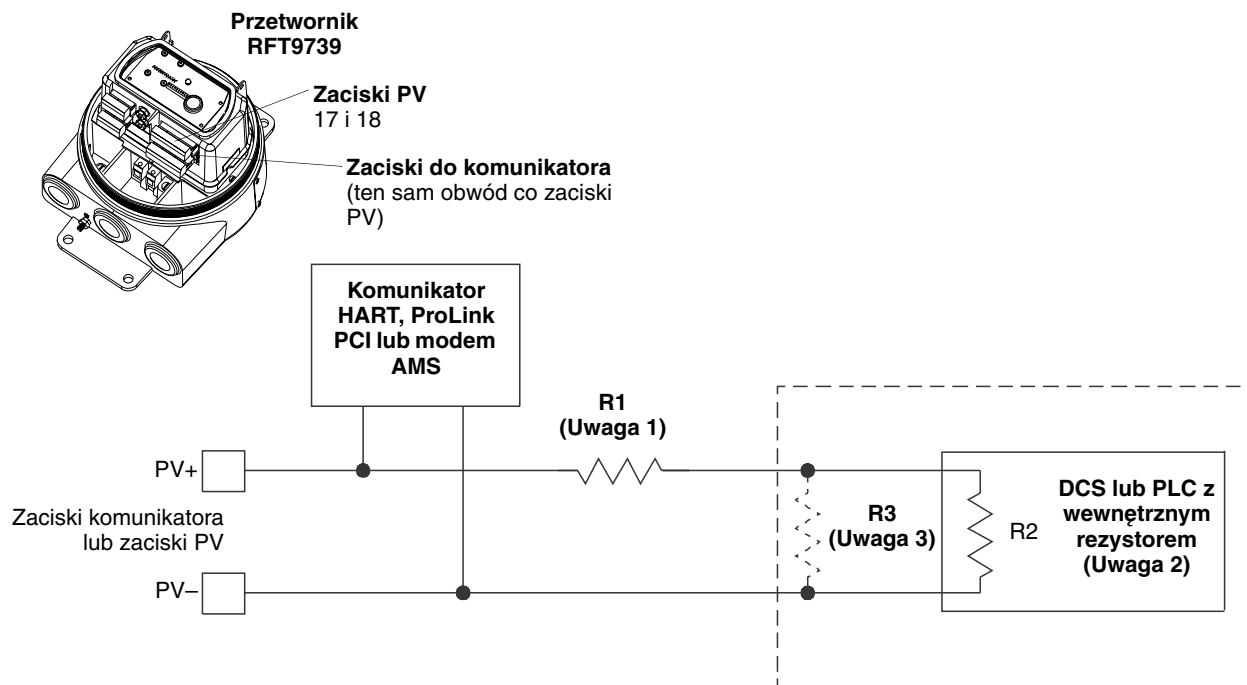 Przetwornik
RFT9739
Zaciski PV
17 i 18
Zaciski do komunikatora
(ten sam obwód co zaciski
PV)
Komunikator
HART, ProLink
PCI lub modem
AMS
R1
(Uwaga 1)
PV+
Zaciski komunikatora
lub zaciski PV
PV–
R3
(Uwaga 3)
R2
DCS lub PLC z
wewnętrznym
rezystorem
(Uwaga 2)